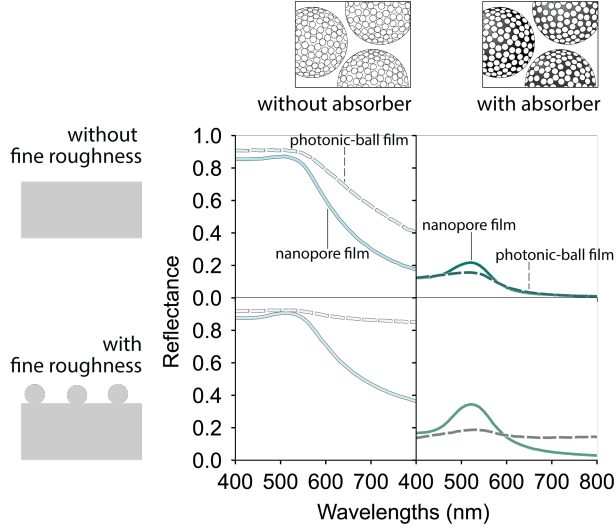 without absorber
with absorber
without
fine roughness
with
fine roughness
Reflectance
1.0
0.8
0.6
0.4
0.2
0.0
photonic-ball film
nanopore film
nanopore film
photonic-ball film
0.8
0.6
0.4
0.2
0.0
400 500 600 700 400 500 600 700 800
Wavelengths (nm)